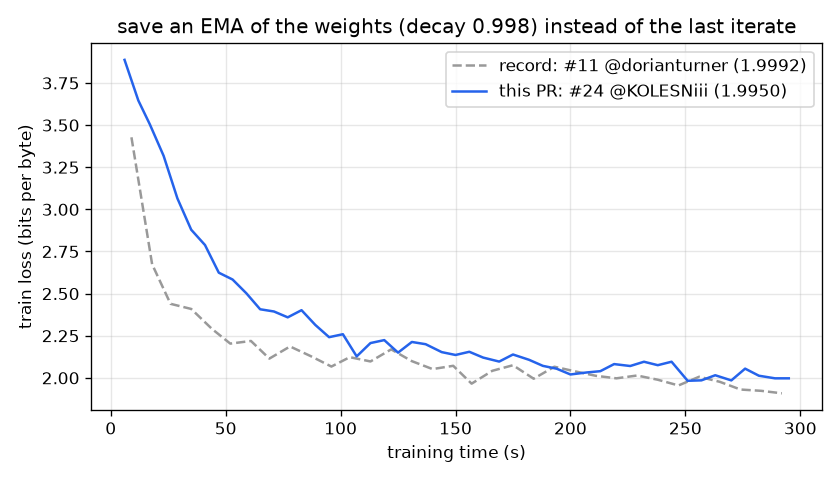 save an EMA of the weights (decay 0.998) instead of the last iterate
record: #11 @dorianturner (1.9992)
this PR: #24 @KOLESNiii (1.9950)
train loss (bits per byte)
3.75
3.50
3.25
3.00
2.75
2.50
2.25
2.00
0 50 100 150 200 250 300
training time (s)